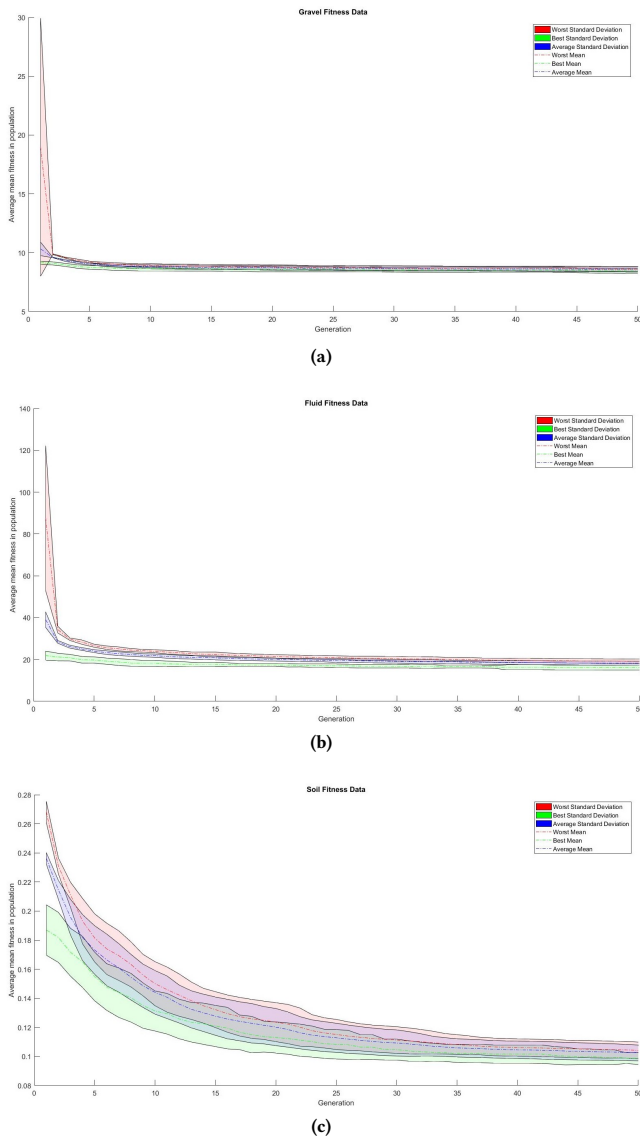 Gravel Fitness Data
30
25
20
15
10
5
Average mean fitness in population
Worst Standard Deviation
Best Standard Deviation
Average Standard Deviation
Worst Mean
Best Mean
Average Mean
0 5 10 15 20 25 30 35 40 45 50
Generation
(a)
Fluid Fitness Data
140
120
100
80
60
40
20
0
Average mean fitness in population
Worst Standard Deviation
Best Standard Deviation
Average Standard Deviation
Worst Mean
Best Mean
Average Mean
0 5 10 15 20 25 30 35 40 45 50
Generation
(b)
Soil Fitness Data
0.28
0.26
0.24
0.22
0.2
0.18
0.16
0.14
0.12
0.1
0.08
Average mean fitness in population
Worst Standard Deviation
Best Standard Deviation
Average Standard Deviation
Worst Mean
Best Mean
Average Mean
0 5 10 15 20 25 30 35 40 45 50
Generation
(c)